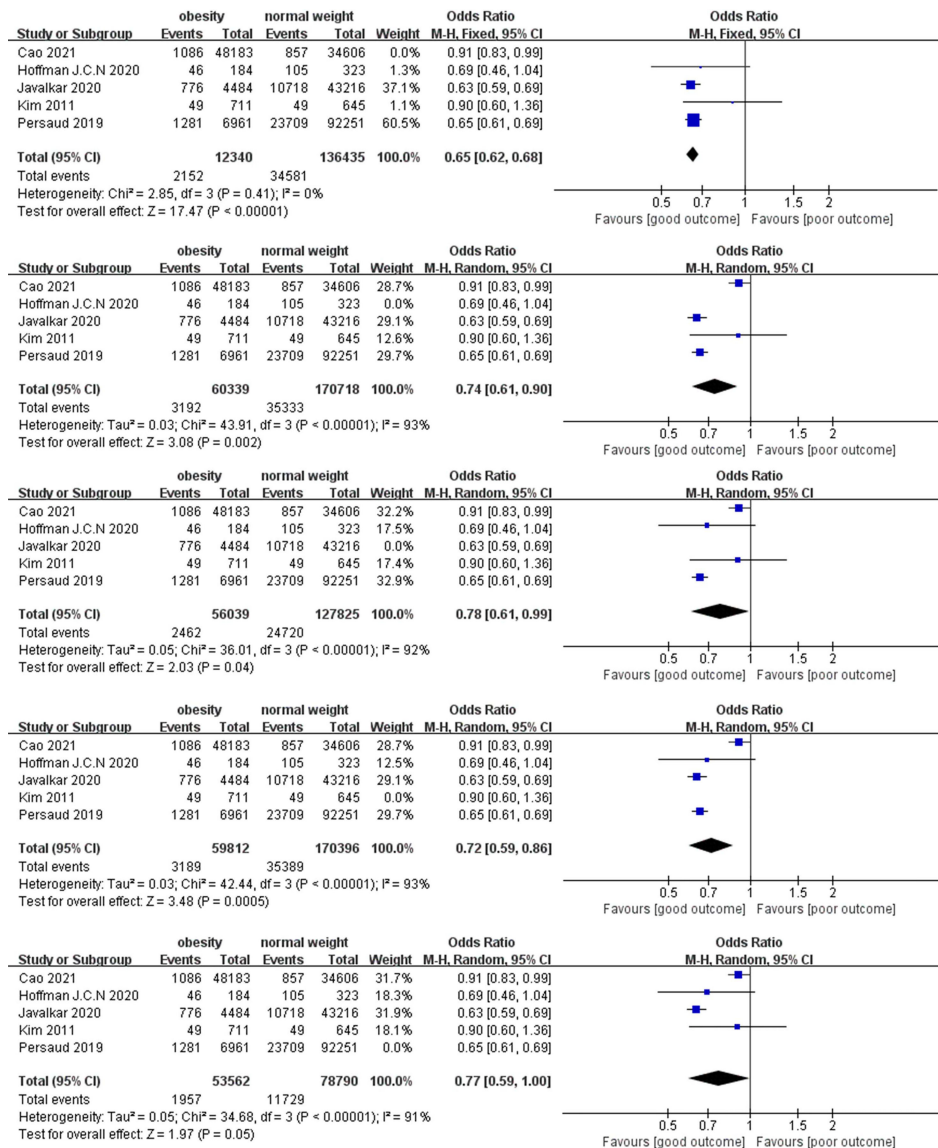 obesity normal weight Odds Ratio Odds Ratio
Study or Subgroup Events Total Events Total Weight M-H, Fixed, 95% CI M-H, Fixed, 95% CI
Cao 2021 1086 48183 857 34606 0.0% 0.91 [0.83, 0.99]
Hoffman J.C.N 2020 46 184 105 323 1.3% 0.69 [0.46, 1.04]
Javalkar 2020 776 4484 10718 43216 37.1% 0.63 [0.59, 0.69]
Kim 2011 49 711 49 645 1.1% 0.90 [0.60, 1.36]
Persaud 2019 1281 6961 23709 92251 60.5% 0.65 [0.61, 0.69]
Total (95% CI) 12340 136435 100.0% 0.65 [0.62, 0.68]
Total events 2152 34581
Heterogeneity: Chi² = 2.85, df = 3 (P = 0.41); I² = 0%
Test for overall effect: Z = 17.47 (P < 0.00001)
0.5 0.7 1 1.5 2
Favours [good outcome] Favours [poor outcome]
obesity normal weight Odds Ratio Odds Ratio
Study or Subgroup Events Total Events Total Weight M-H, Random, 95% CI M-H, Random, 95% CI
Cao 2021 1086 48183 857 34606 28.7% 0.91 [0.83, 0.99]
Hoffman J.C.N 2020 46 184 105 323 0.0% 0.69 [0.46, 1.04]
Javalkar 2020 776 4484 10718 43216 29.1% 0.63 [0.59, 0.69]
Kim 2011 49 711 49 645 12.6% 0.90 [0.60, 1.36]
Persaud 2019 1281 6961 23709 92251 29.7% 0.65 [0.61, 0.69]
Total (95% CI) 60339 170718 100.0% 0.74 [0.61, 0.90]
Total events 3192 35333
Heterogeneity: Tau² = 0.03; Chi² = 43.91, df = 3 (P < 0.00001); I² = 93%
Test for overall effect: Z = 3.08 (P = 0.002)
0.5 0.7 1 1.5 2
Favours [good outcome] Favours [poor outcome]
obesity normal weight Odds Ratio Odds Ratio
Study or Subgroup Events Total Events Total Weight M-H, Random, 95% CI M-H, Random, 95% CI
Cao 2021 1086 48183 857 34606 32.2% 0.91 [0.83, 0.99]
Hoffman J.C.N 2020 46 184 105 323 17.5% 0.69 [0.46, 1.04]
Javalkar 2020 776 4484 10718 43216 0.0% 0.63 [0.59, 0.69]
Kim 2011 49 711 49 645 17.4% 0.90 [0.60, 1.36]
Persaud 2019 1281 6961 23709 92251 32.9% 0.65 [0.61, 0.69]
Total (95% CI) 56039 127825 100.0% 0.78 [0.61, 0.99]
Total events 2462 24720
Heterogeneity: Tau² = 0.05; Chi² = 36.01, df = 3 (P < 0.00001); I² = 92%
Test for overall effect: Z = 2.03 (P = 0.04)
0.5 0.7 1 1.5 2
Favours [good outcome] Favours [poor outcome]
obesity normal weight Odds Ratio Odds Ratio
Study or Subgroup Events Total Events Total Weight M-H, Random, 95% CI M-H, Random, 95% CI
Cao 2021 1086 48183 857 34606 28.7% 0.91 [0.83, 0.99]
Hoffman J.C.N 2020 46 184 105 323 12.5% 0.69 [0.46, 1.04]
Javalkar 2020 776 4484 10718 43216 29.1% 0.63 [0.59, 0.69]
Kim 2011 49 711 49 645 0.0% 0.90 [0.60, 1.36]
Persaud 2019 1281 6961 23709 92251 29.7% 0.65 [0.61, 0.69]
Total (95% CI) 59812 170396 100.0% 0.72 [0.59, 0.86]
Total events 3189 35389
Heterogeneity: Tau² = 0.03; Chi² = 42.44, df = 3 (P < 0.00001); I² = 93%
Test for overall effect: Z = 3.48 (P = 0.0005)
0.5 0.7 1 1.5 2
Favours [good outcome] Favours [poor outcome]
obesity normal weight Odds Ratio Odds Ratio
Study or Subgroup Events Total Events Total Weight M-H, Random, 95% CI M-H, Random, 95% CI
Cao 2021 1086 48183 857 34606 31.7% 0.91 [0.83, 0.99]
Hoffman J.C.N 2020 46 184 105 323 18.3% 0.69 [0.46, 1.04]
Javalkar 2020 776 4484 10718 43216 31.9% 0.63 [0.59, 0.69]
Kim 2011 49 711 49 645 18.1% 0.90 [0.60, 1.36]
Persaud 2019 1281 6961 23709 92251 0.0% 0.65 [0.61, 0.69]
Total (95% CI) 53562 78790 100.0% 0.77 [0.59, 1.00]
Total events 1957 11729
Heterogeneity: Tau² = 0.05; Chi² = 34.68, df = 3 (P < 0.00001); I² = 91%
Test for overall effect: Z = 1.97 (P = 0.05)
0.5 0.7 1 1.5 2
Favours [good outcome] Favours [poor outcome]